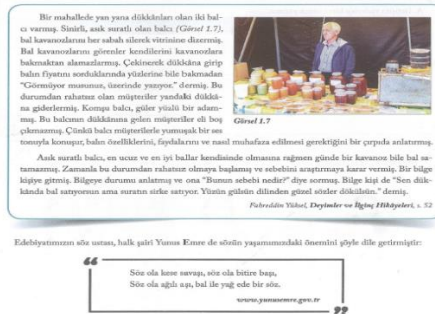 Bir mahallede yan yana dükkânları olan iki bal-
cı varmış. Sinirli, asık suratlı olan balcı (Görsel 1.7),
bal kavanozlarını her sabah silerek vitrinine dizermiş.
Bal kavanozlarını görenler kendilerini kavanozlara
bakmaktan alamazlarmış. Çekinerek dükkâna girip
balın fiyatını sorduklarında yüzlerine bile bakmadan
"Görmüyor musunuz, üzerinde yazıyor." dermiş. Bu
durumdan rahatsız olan müşteriler yandaki dükkâ-
na giderlermiş. Komşu balcı, güler yüzlü bir adam-
mış. Bu balcının dükkânına gelen müşteriler eli boş
çıkmazmış. Çünkü balcı müşterilerle yumuşak bir ses
Görsel 1.7
tonuyla konuşur, balın özelliklerini, faydalarını ve nasıl muhafaza edilmesi gerektiğini bir çırpıda anlatırmış.
Asık suratlı balcı, en ucuz ve en iyi ballar kendisinde olmasına rağmen günde bir kavanoz bile bal sa-
tamazmış. Zamanla bu durumdan rahatsız olmaya başlamış ve sebebini araştırmaya karar vermiş. Bir bilge
kişiye gitmiş. Bilgeye durumu anlatmış ve ona "Bunun sebebi nedir?" diye sormuş. Bilge kişi de "Sen dük-
kânda bal satıyorsun ama suratın sirke satıyor. Yüzün gülsün dilinden güzel sözler dökülsün." demiş.
Fahreddin Yüksel, Deyimler ve İlginç Hikâyeleri, s. 52
Edebiyatımızın söz ustası, halk şairi Yunus Emre de sözün yaşamımızdaki önemini şöyle dile getirmiştir:
Söz ola kese savaşı, söz ola bitire başı,
Söz ola ağılı aşı, bal ile yağ ede bir söz.
www.yunusemre.gov.tr